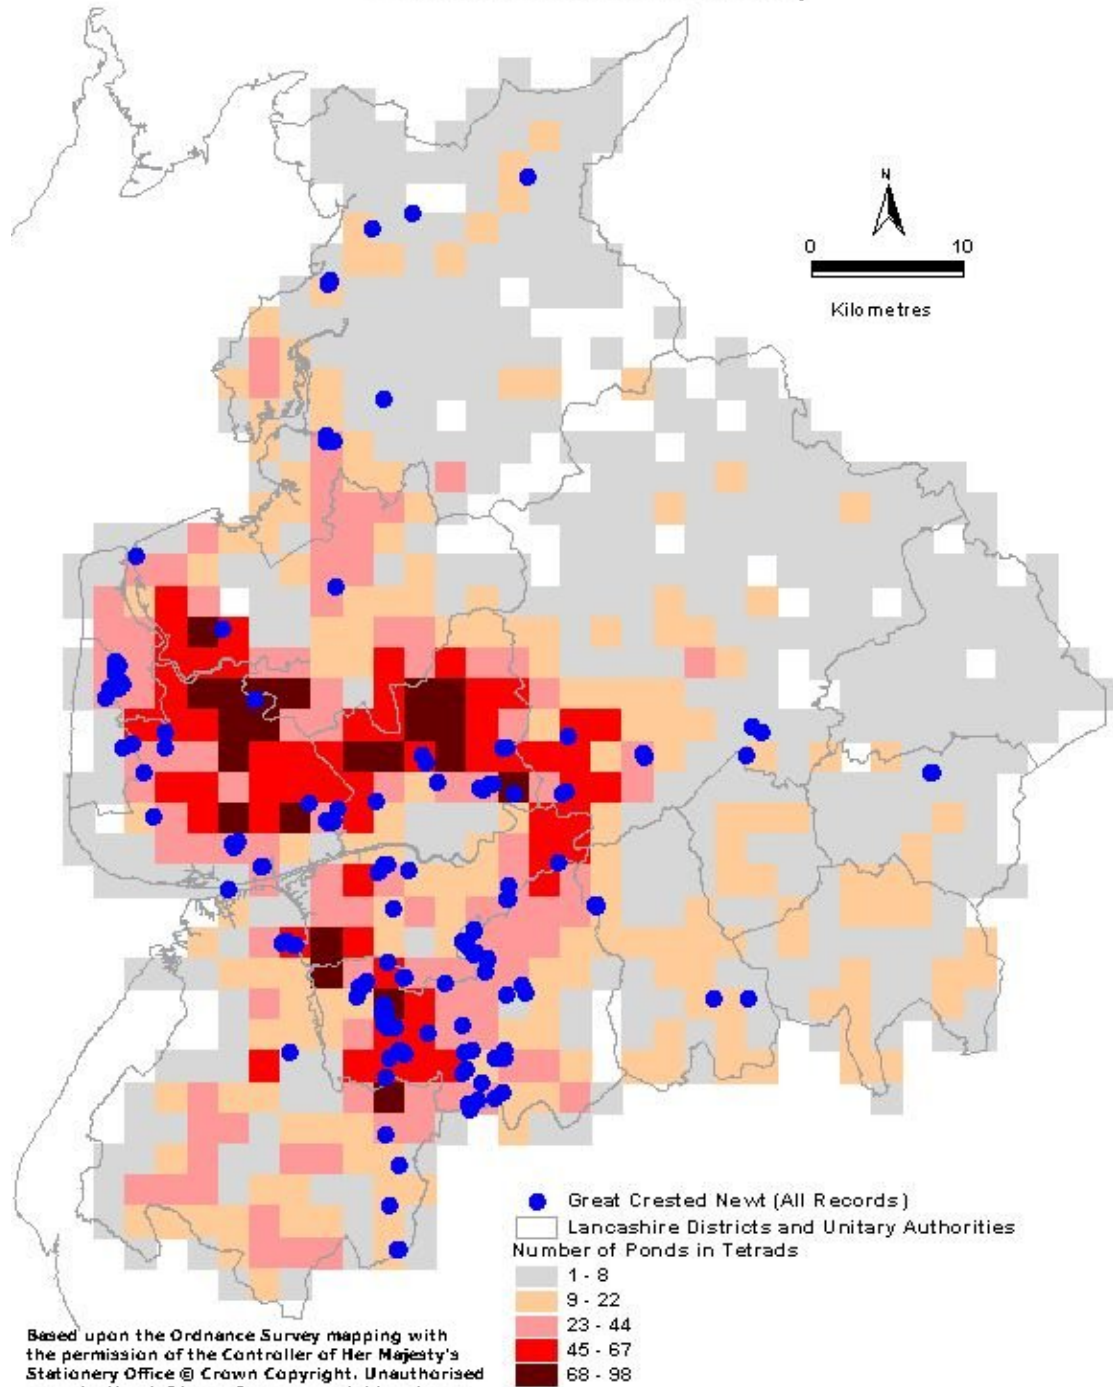 N
0 10
Kilometres
Great Crested Newt (All Records)
Lancashire Districts and Unitary Authorities
Number of Ponds in Tetrads
1 - 8
9 - 22
23 - 44
45 - 67
68 - 98
Based upon the Ordnance Survey mapping with
the permission of the Controller of Her Majesty's
Stationery Office © Crown Copyright. Unauthorised